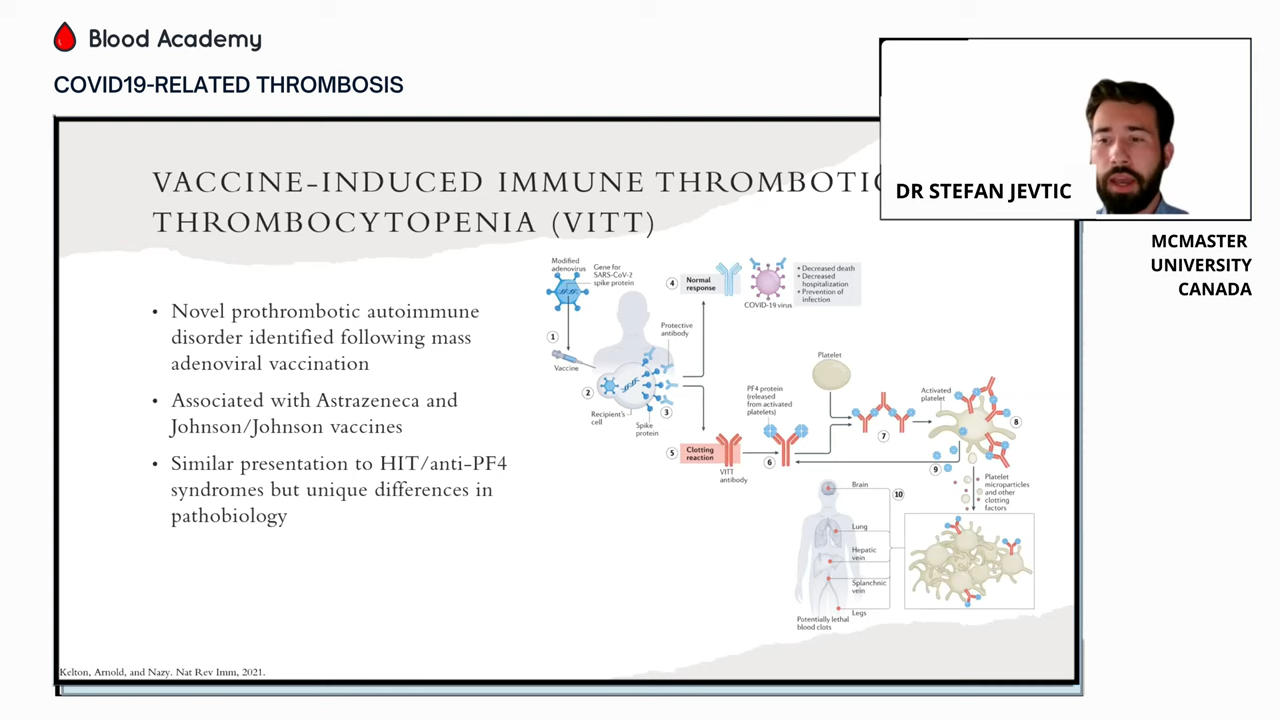 Blood Academy
COVID19-RELATED THROMBOSIS
DR STEFAN JEVTIC
MCMASTER
UNIVERSITY
CANADA
VACCINE-INDUCED IMMUNE THROMBOTIC
THROMBOCYTOPENIA (VITT)
• Novel prothrombotic autoimmune
disorder identified following mass
adenoviral vaccination
• Associated with Astrazeneca and
Johnson/Johnson vaccines
• Similar presentation to HIT/anti-PF4
syndromes but unique differences in
pathobiology
Modified
adenovirus
Gene for
SARS-CoV-2
spike protein
1
Vaccine
2
Recipient's
cell
Spike
protein
3
Protective
antibody
4
Normal
response
COVID-19 virus
• Decreased death
• Decreased
hospitalization
• Prevention of
infection
5
Clotting
reaction
VITT
antibody
6
PF4 protein
(released
from activated
platelets)
Platelet
7
Activated
platelet
8
9
Platelet
microparticles
and other
clotting
factors
10
Brain
Lung
Hepatic
vein
Splanchnic
vein
Legs
Potentially lethal
blood clots
Kelton, Arnold, and Nazy. Nat Rev Imm, 2021.